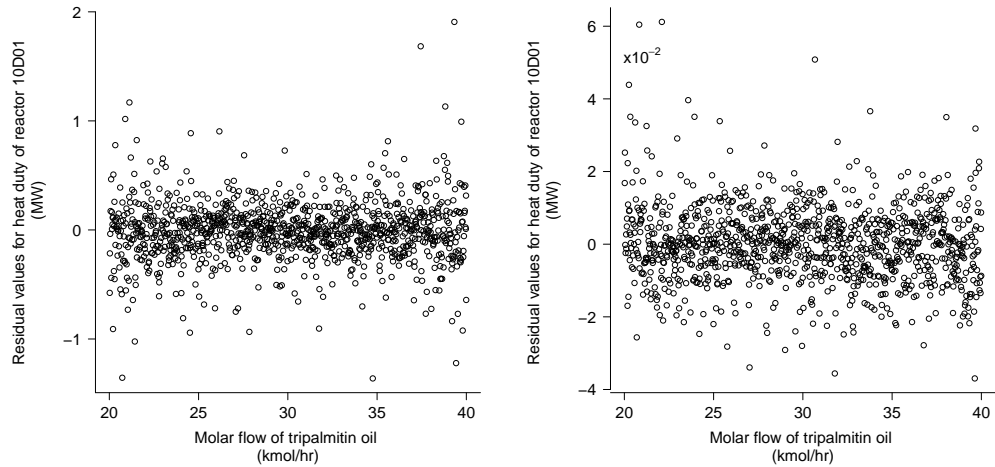 Residual values for heat duty of reactor 10D01
(MW)
2
1
0
−1
20
25
30
35
40
Molar flow of tripalmitin oil
(kmol/hr)
Residual values for heat duty of reactor 10D01
(MW)
x10−2
6
4
2
0
−2
−4
20
25
30
35
40
Molar flow of tripalmitin oil
(kmol/hr)